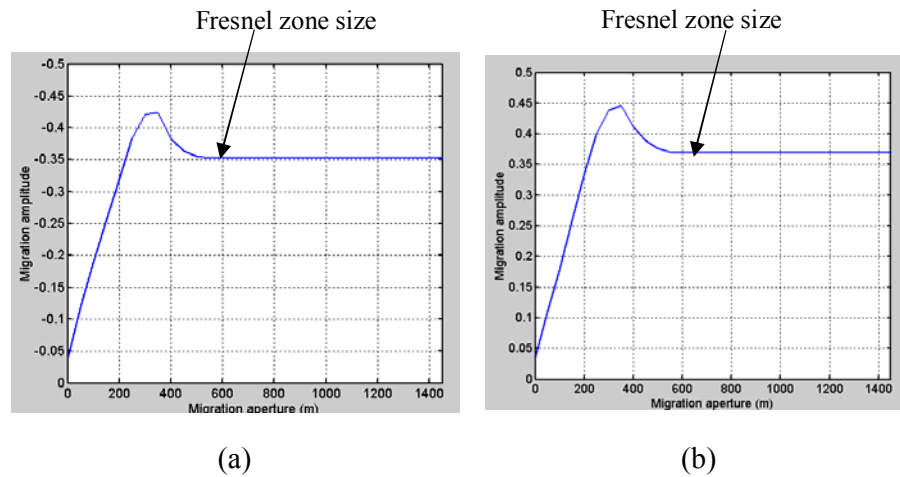 Fresnel zone size
-0.5
-0.45
-0.4
-0.35
-0.3
-0.25
-0.2
-0.15
-0.1
-0.05
0
Migration amplitude
0 200 400 600 800 1000 1200 1400
Migration aperture (m)
(a)
Fresnel zone size
0.5
0.45
0.4
0.35
0.3
0.25
0.2
0.15
0.1
0.05
0
Migration amplitude
0 200 400 600 800 1000 1200 1400
Migration aperture (m)
(b)